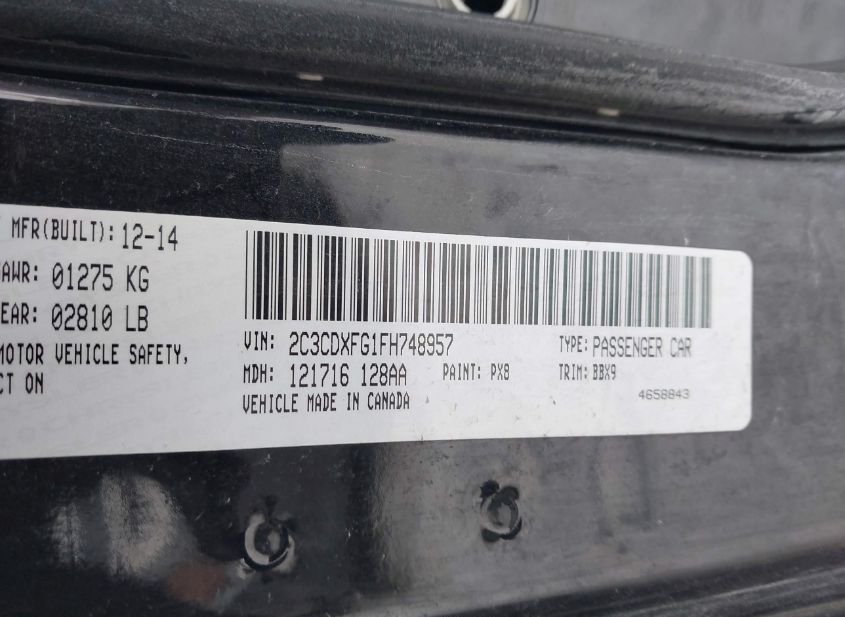 MFR(BUILT): 12-14
AWR: 01275 KG
EAR: 02810 LB
MOTOR VEHICLE SAFETY,
CT ON
VIN: 2C3CDXFG1FH748957 TYPE: PASSENGER CAR
MDH: 121716 128AA PAINT: PX8 TRIM: BBX9
VEHICLE MADE IN CANADA 4658843